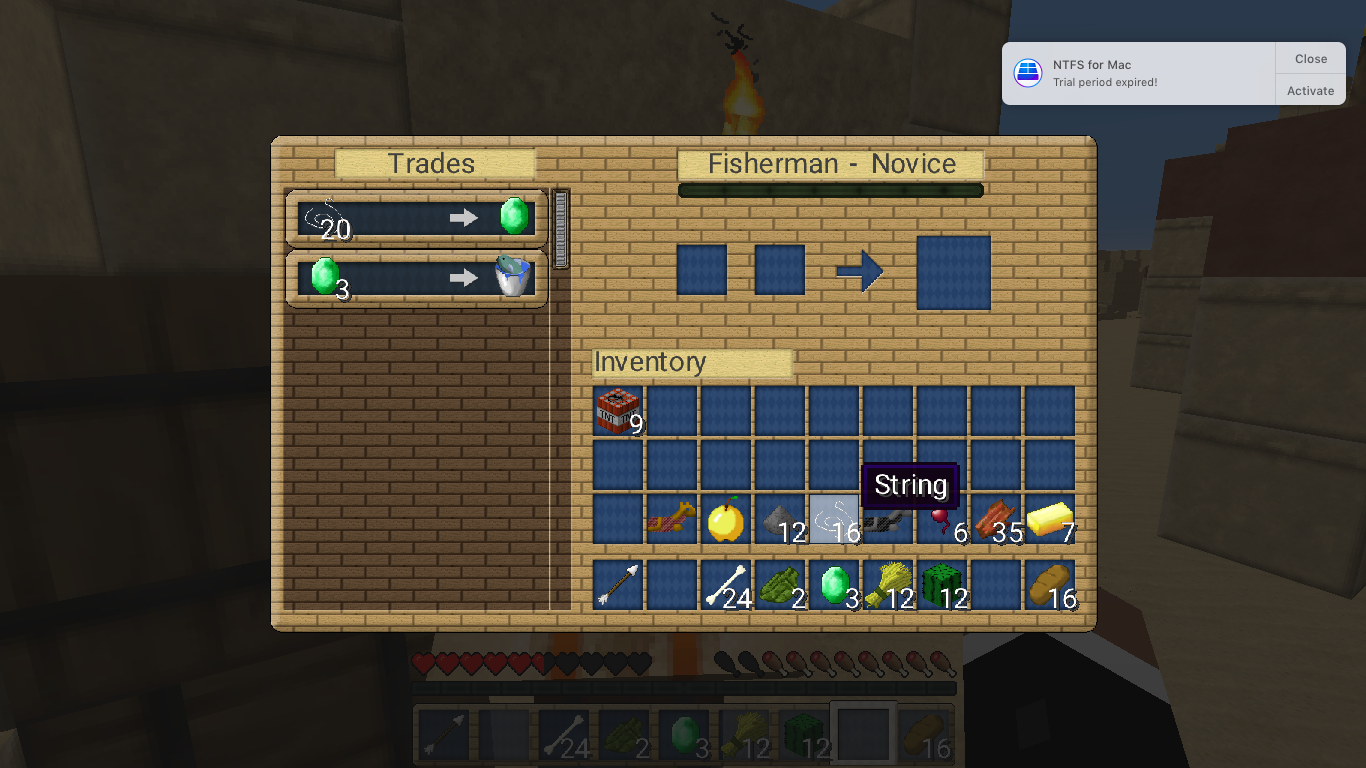 NTFS for Mac
Trial period expired!
Close
Activate
Trades
Fisherman - Novice
20
3
Inventory
TNT
9
String
12
16
6
35
7
24
2
3
12
12
16
24
2
3
12
12
16